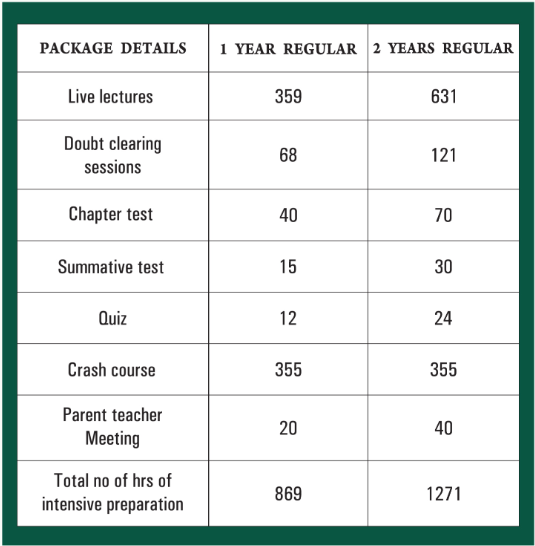 PACKAGE DETAILS 1 YEAR REGULAR 2 YEARS REGULAR
Live lectures 359 631
Doubt clearing
sessions 68 121
Chapter test 40 70
Summative test 15 30
Quiz 12 24
Crash course 355 355
Parent teacher
Meeting 20 40
Total no of hrs of
intensive preparation 869 1271